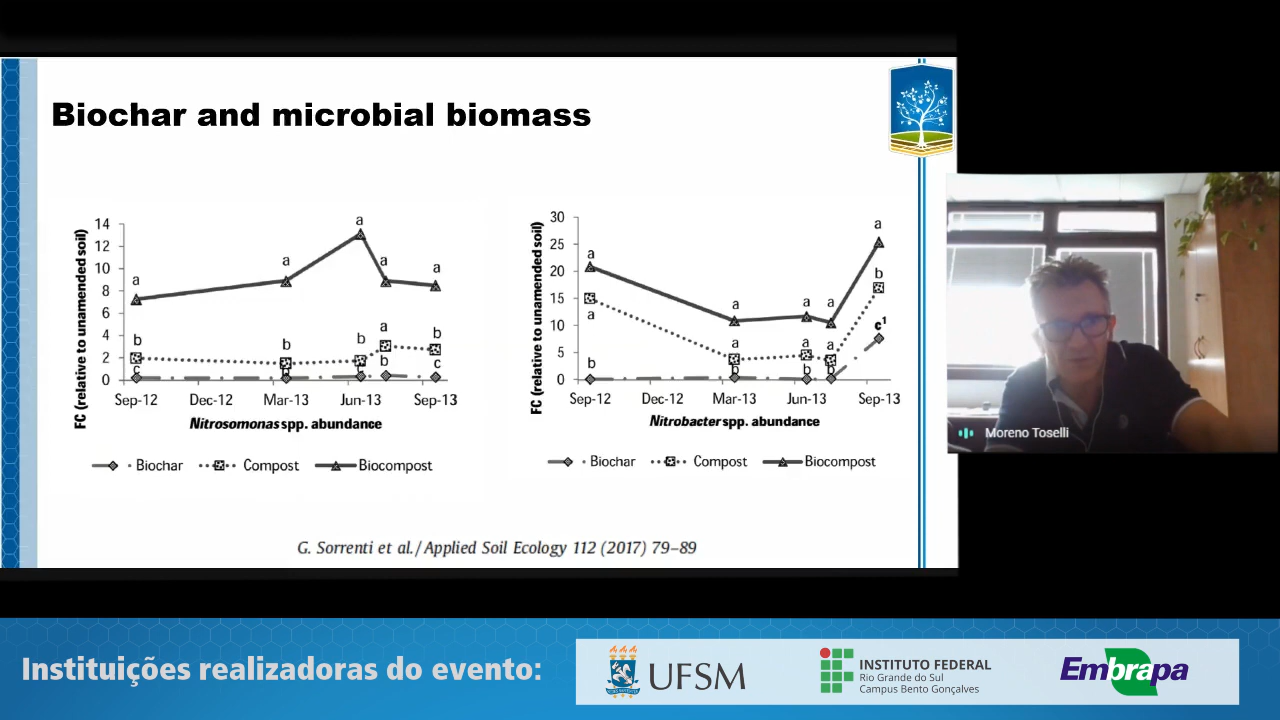 Biochar and microbial biomass
FC (relative to unamended soil)
14
12
10
8
6
4
2
0
a
a
a
a
a
b
b
b
a
b
c
b
c
Sep-12
Dec-12
Mar-13
Jun-13
Sep-13
Nitrosomonas spp. abundance
Biochar
Compost
Biocompost
FC (relative to unamended soil)
30
25
20
15
10
5
0
a
a
a
a
a
a
a
a
a
b
b
b
b
b
c¹
Sep-12
Dec-12
Mar-13
Jun-13
Sep-13
Nitrobacter spp. abundance
Biochar
Compost
Biocompost
G. Sorrenti et al./Applied Soil Ecology 112 (2017) 79–89
Moreno Toselli
Instituições realizadoras do evento:
UFSM
INSTITUTO FEDERAL
Rio Grande do Sul
Campus Bento Gonçalves
Embrapa